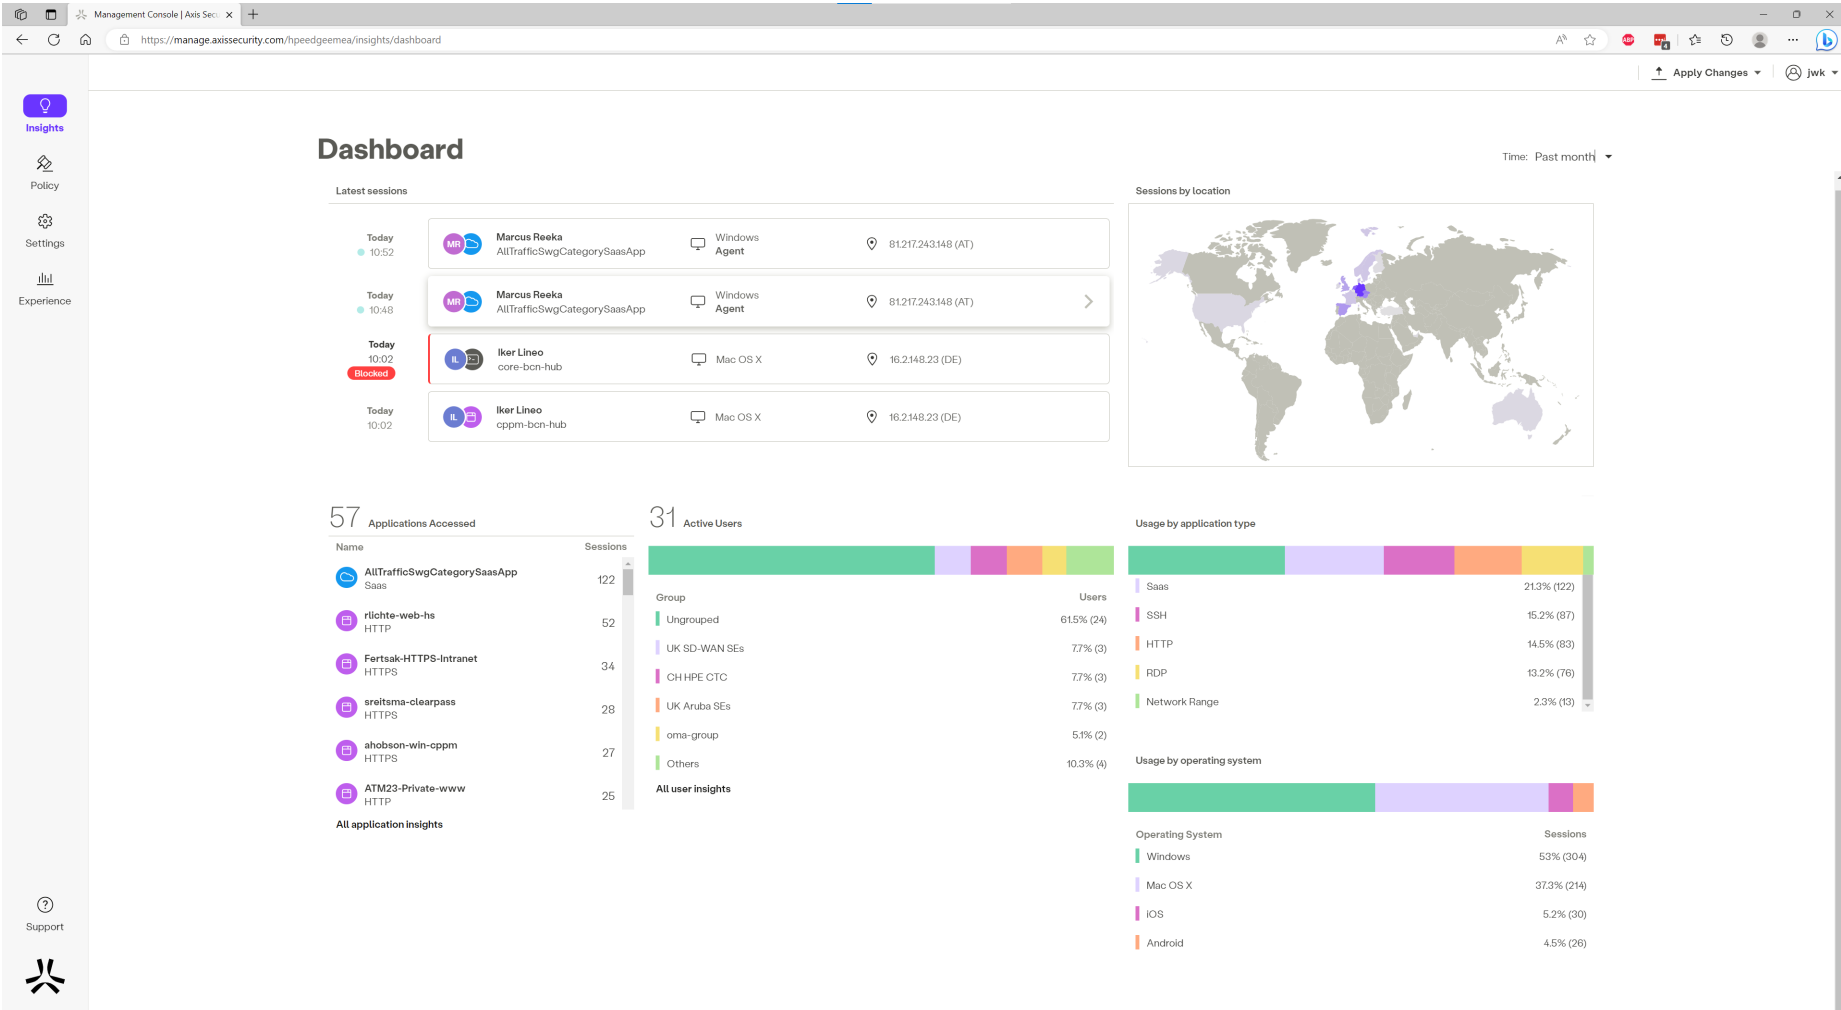 Management Console | Axis Secu
https://manage.axissecurity.com/hpeedgeemea/insights/dashboard
ABP
4
Apply Changes
jwk
Insights
Policy
Settings
Experience
Support
Dashboard
Time: Past month
Latest sessions
Today
10:52
MR
Marcus Reeka
AllTrafficSwgCategorySaasApp
Windows
Agent
81.217.243.148 (AT)
Today
10:48
MR
Marcus Reeka
AllTrafficSwgCategorySaasApp
Windows
Agent
81.217.243.148 (AT)
Today
10:02
Blocked
IL
Iker Lineo
core-bcn-hub
Mac OS X
16.2.148.23 (DE)
Today
10:02
IL
Iker Lineo
cppm-bcn-hub
Mac OS X
16.2.148.23 (DE)
Sessions by location
57 Applications Accessed
Name Sessions
AllTrafficSwgCategorySaasApp
Saas
122
rlichte-web-hs
HTTP
52
Fertsak-HTTPS-Intranet
HTTPS
34
sreitsma-clearpass
HTTPS
28
ahobson-win-cppm
HTTPS
27
ATM23-Private-www
HTTP
25
All application insights
31 Active Users
Group Users
Ungrouped 61.5% (24)
UK SD-WAN SEs 7.7% (3)
CH HPE CTC 7.7% (3)
UK Aruba SEs 7.7% (3)
oma-group 5.1% (2)
Others 10.3% (4)
All user insights
Usage by application type
Saas 21.3% (122)
SSH 15.2% (87)
HTTP 14.5% (83)
RDP 13.2% (76)
Network Range 2.3% (13)
Usage by operating system
Operating System Sessions
Windows 53% (304)
Mac OS X 37.3% (214)
iOS 5.2% (30)
Android 4.5% (26)